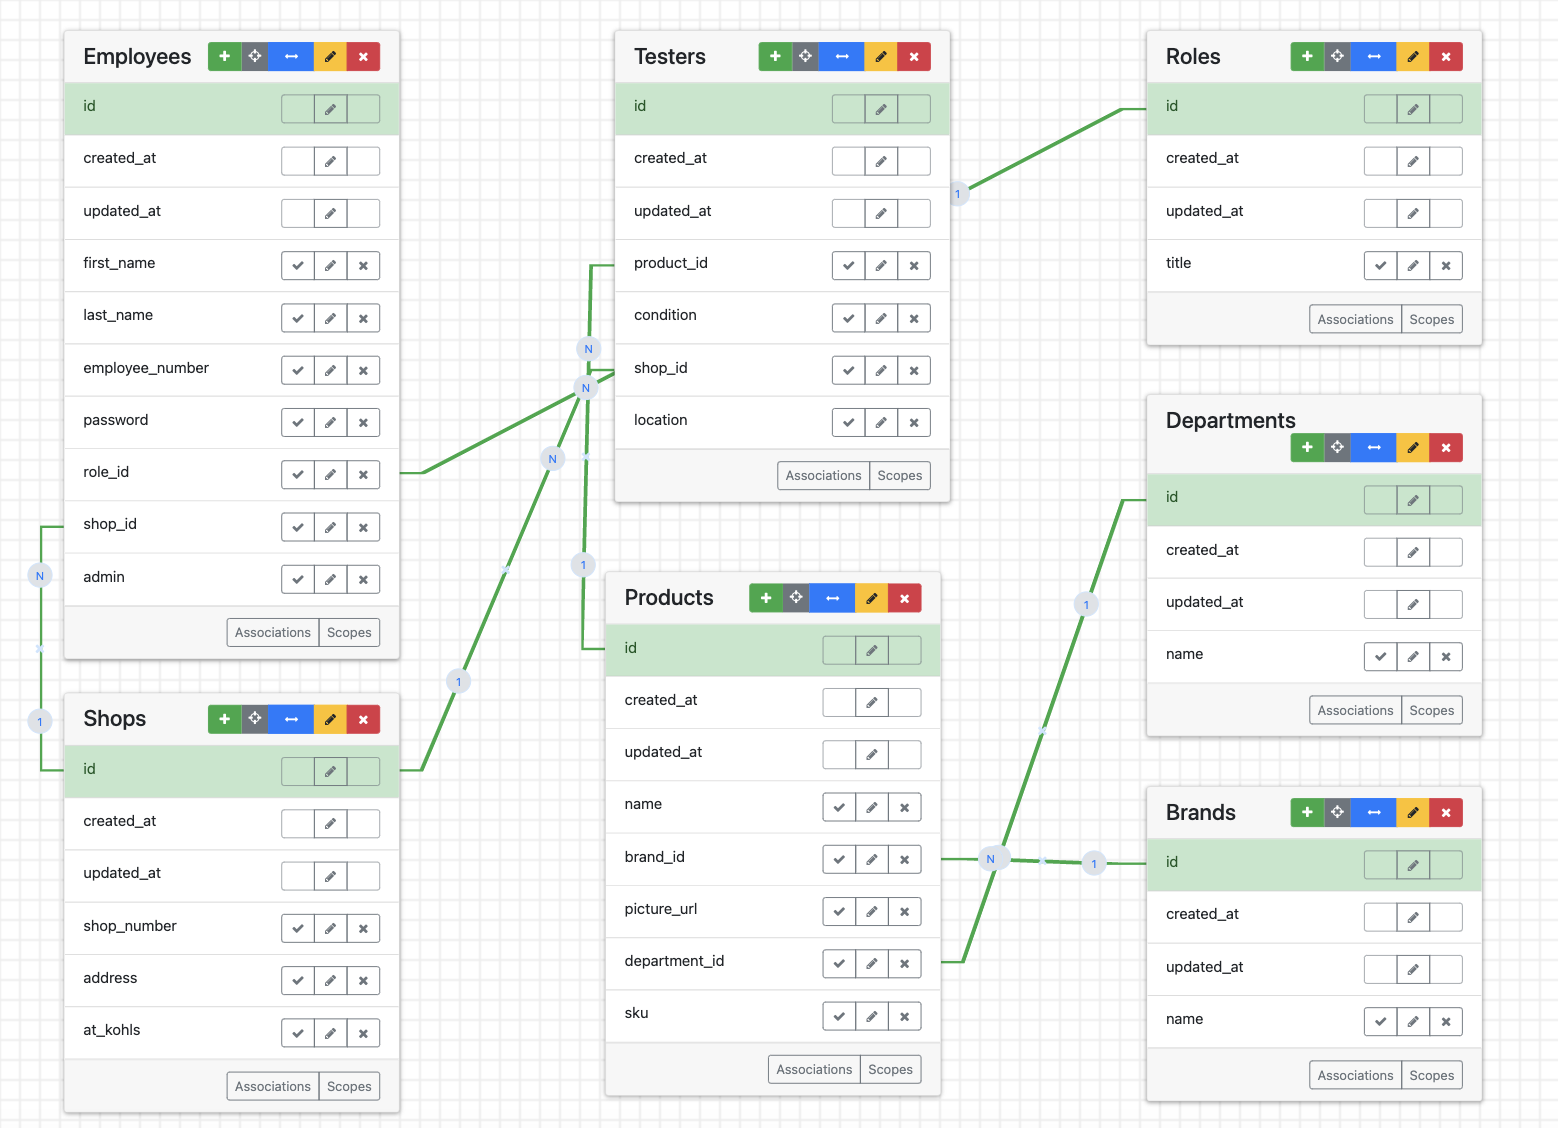 Employees
id
created_at
updated_at
first_name
last_name
employee_number
password
role_id
shop_id
admin
Associations Scopes
Shops
id
created_at
updated_at
shop_number
address
at_kohls
Associations Scopes
N
1
N
1
N
N
1
Testers
id
created_at
updated_at
product_id
condition
shop_id
location
Associations Scopes
Products
id
created_at
updated_at
name
brand_id
picture_url
department_id
sku
Associations Scopes
1
1
N
1
Roles
id
created_at
updated_at
title
Associations Scopes
Departments
id
created_at
updated_at
name
Associations Scopes
Brands
id
created_at
updated_at
name
Associations Scopes